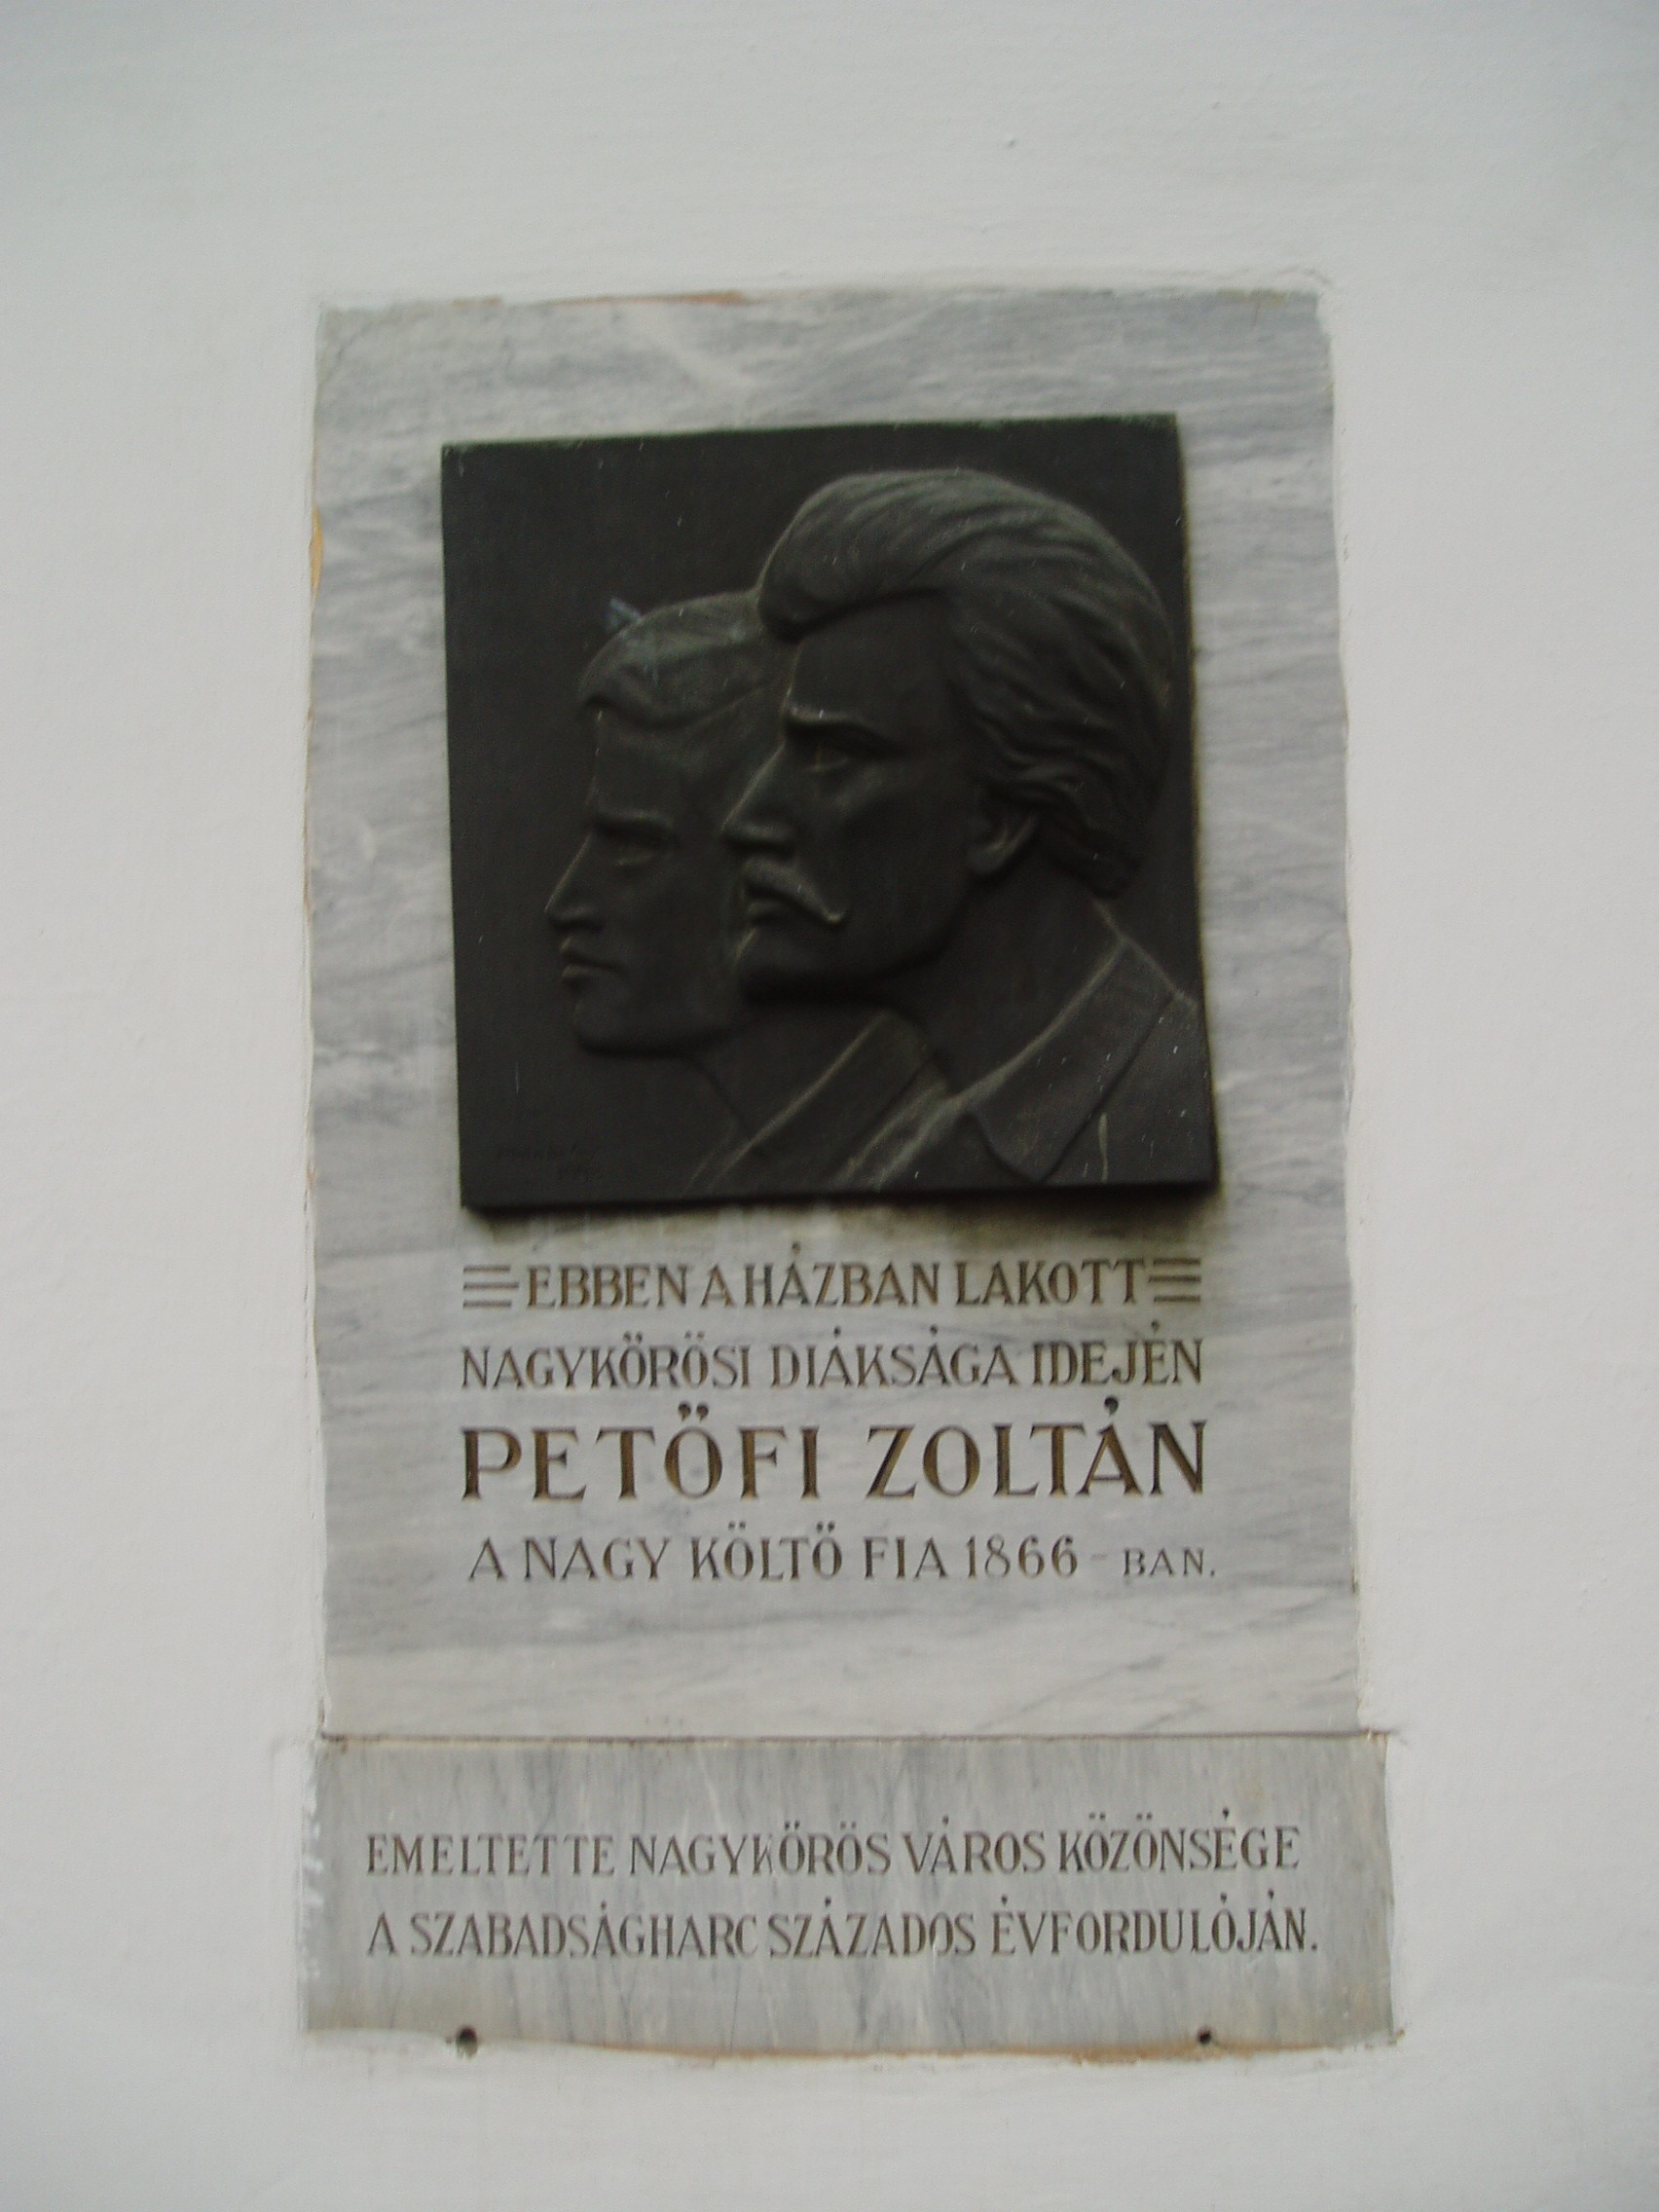 EBBEN A HÁZBAN LAKOTT
NAGYKŐRÖSI DIÁKSÁGA IDEJÉN
PETŐFI ZOLTÁN
A NAGY KÖLTŐ FIA 1866-BAN.
EMELTETTE NAGYKŐRÖS VÁROS KÖZÖNSÉGE
A SZABADSÁGHARC SZÁZADOS ÉVFORDULÓJÁN.